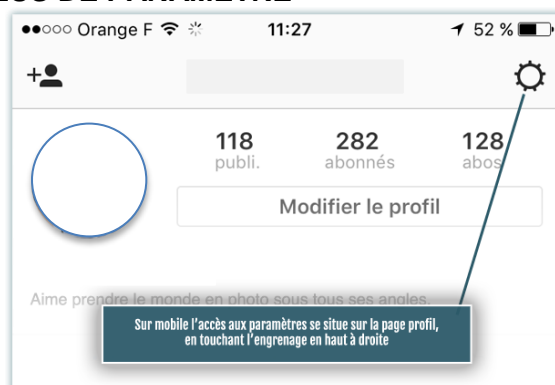 Orange F 11:27 52 %
118 282 128
publi. abonnés abos
Modifier le profil
Aime prendre le monde en photo sous tous ses angles.
Sur mobile l'accès aux paramètres se situe sur la page profil,
en touchant l'engrenage en haut à droite